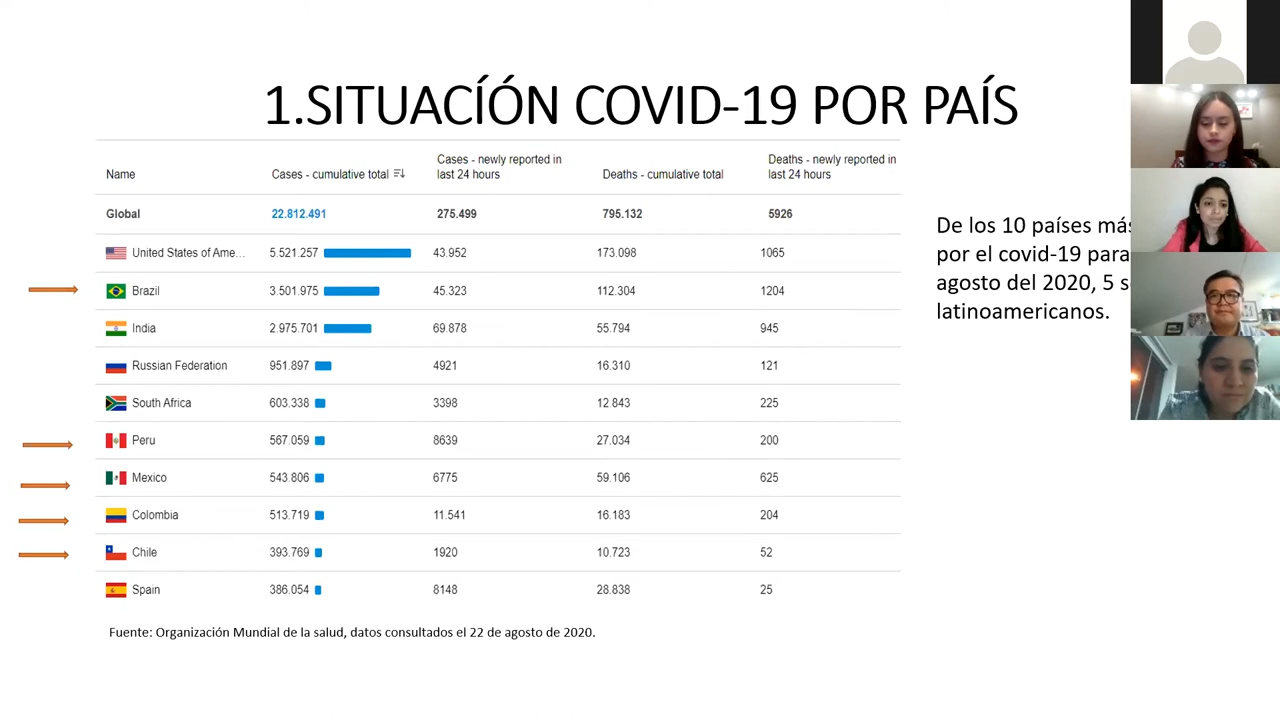 1.SITUACÍÓN COVID-19 POR PAÍS
Name Cases - cumulative total Cases - newly reported in last 24 hours Deaths - cumulative total Deaths - newly reported in last 24 hours
Global 22.812.491 275.499 795.132 5926
United States of Ame... 5.521.257 43.952 173.098 1065
Brazil 3.501.975 45.323 112.304 1204
India 2.975.701 69.878 55.794 945
Russian Federation 951.897 4921 16.310 121
South Africa 603.338 3398 12 843 225
Peru 567.059 8639 27.034 200
Mexico 543.806 6775 59.106 625
Colombia 513.719 11.541 16.183 204
Chile 393.769 1920 10.723 52
Spain 386.054 8148 28.838 25
Fuente: Organización Mundial de la salud, datos consultados el 22 de agosto de 2020.
De los 10 países más
por el covid-19 para
agosto del 2020, 5
latinoamericanos.